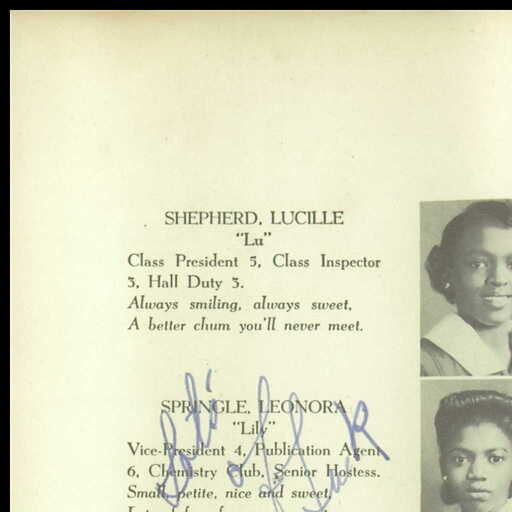 SHEPHERD, LUCILLE
"Lu"
Class President 5, Class Inspector
3, Hall Duty 3.
Always smiling, always sweet,
A better chum you'll never meet.
SPRINGLE, LEONORA
"Lily"
Vice-President 4, Publication Agent
6, Chemistry Club, Senior Hostess.
Small, petite, nice and sweet,
of Luck